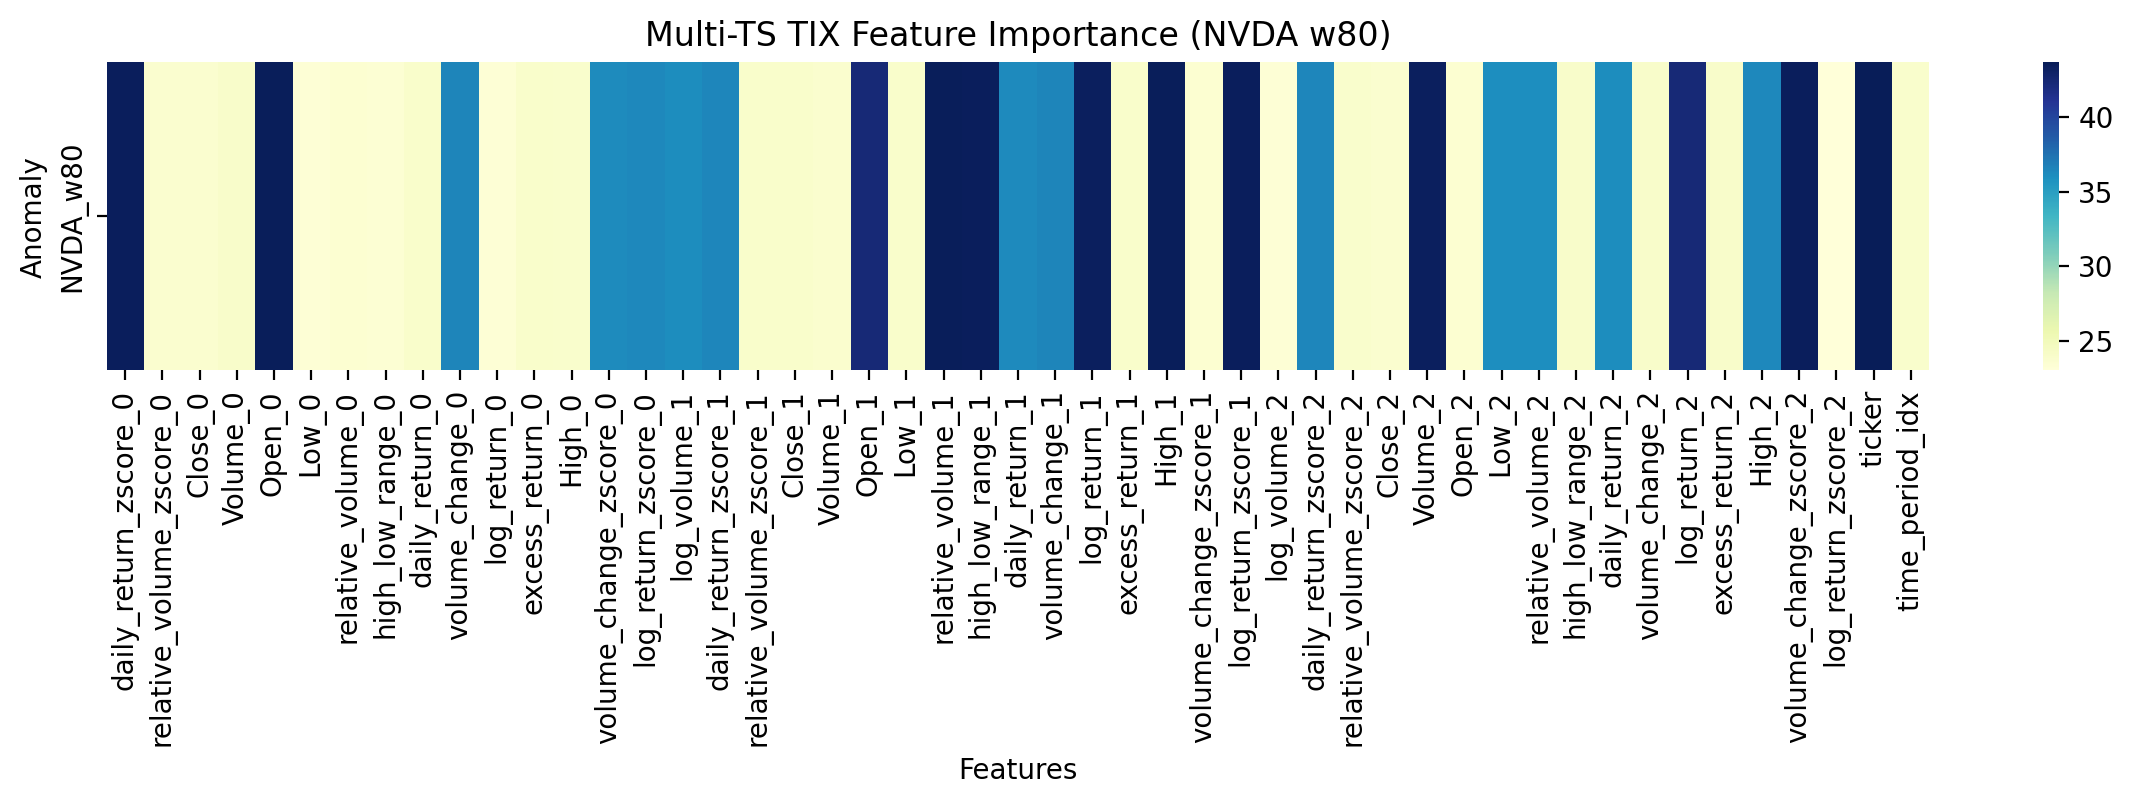 Multi-TS TIX Feature Importance (NVDA w80)
Anomaly
NVDA_w80
40
35
30
25
daily_return_zscore_0
relative_volume_zscore_0
Close_0
Volume_0
Open_0
Low_0
relative_volume_0
high_low_range_0
daily_return_0
volume_change_0
log_return_0
excess_return_0
High_0
volume_change_zscore_0
log_return_zscore_0
log_volume_1
daily_return_zscore_1
relative_volume_zscore_1
Close_1
Volume_1
Open_1
Low_1
relative_volume_1
high_low_range_1
daily_return_1
volume_change_1
log_return_1
excess_return_1
High_1
volume_change_zscore_1
log_return_zscore_1
log_volume_2
daily_return_zscore_2
relative_volume_zscore_2
Close_2
Volume_2
Open_2
Low_2
relative_volume_2
high_low_range_2
daily_return_2
volume_change_2
log_return_2
excess_return_2
High_2
volume_change_zscore_2
log_return_zscore_2
ticker
time_period_idx
Features